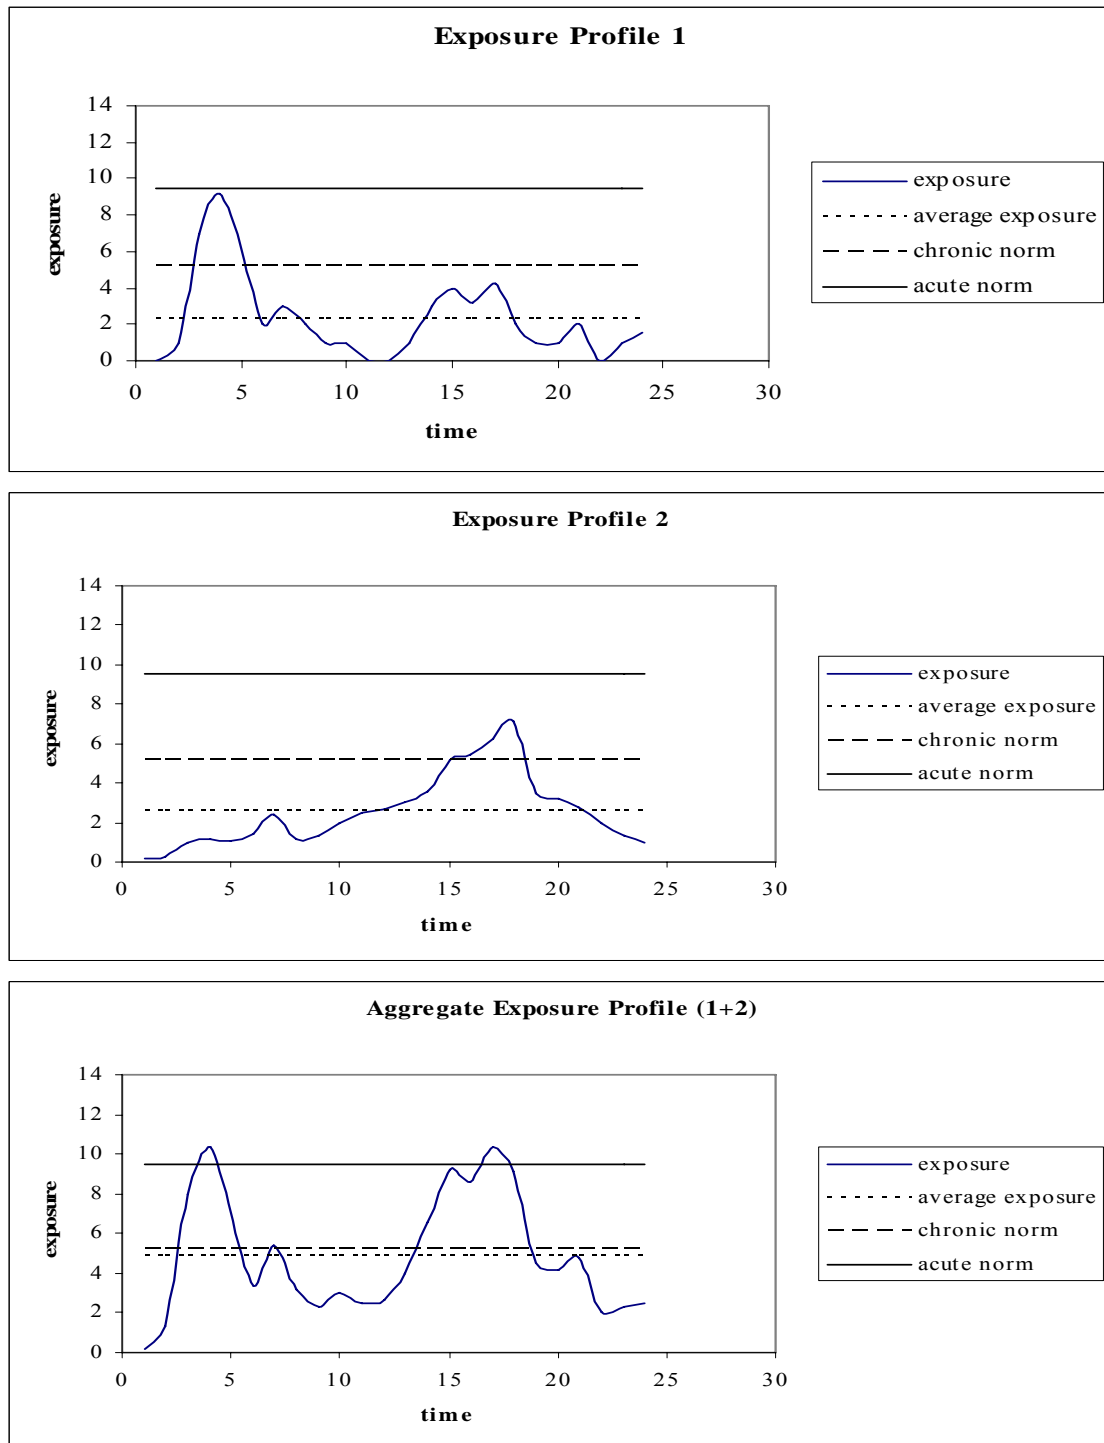 Exposure Profile 1
14
12
10
8
6
4
2
0
exposure
0 5 10 15 20 25 30
time
exposure
average exposure
chronic norm
acute norm
Exposure Profile 2
14
12
10
8
6
4
2
0
exposure
0 5 10 15 20 25 30
time
exposure
average exposure
chronic norm
acute norm
Aggregate Exposure Profile (1+2)
14
12
10
8
6
4
2
0
exposure
0 5 10 15 20 25 30
time
exposure
average exposure
chronic norm
acute norm